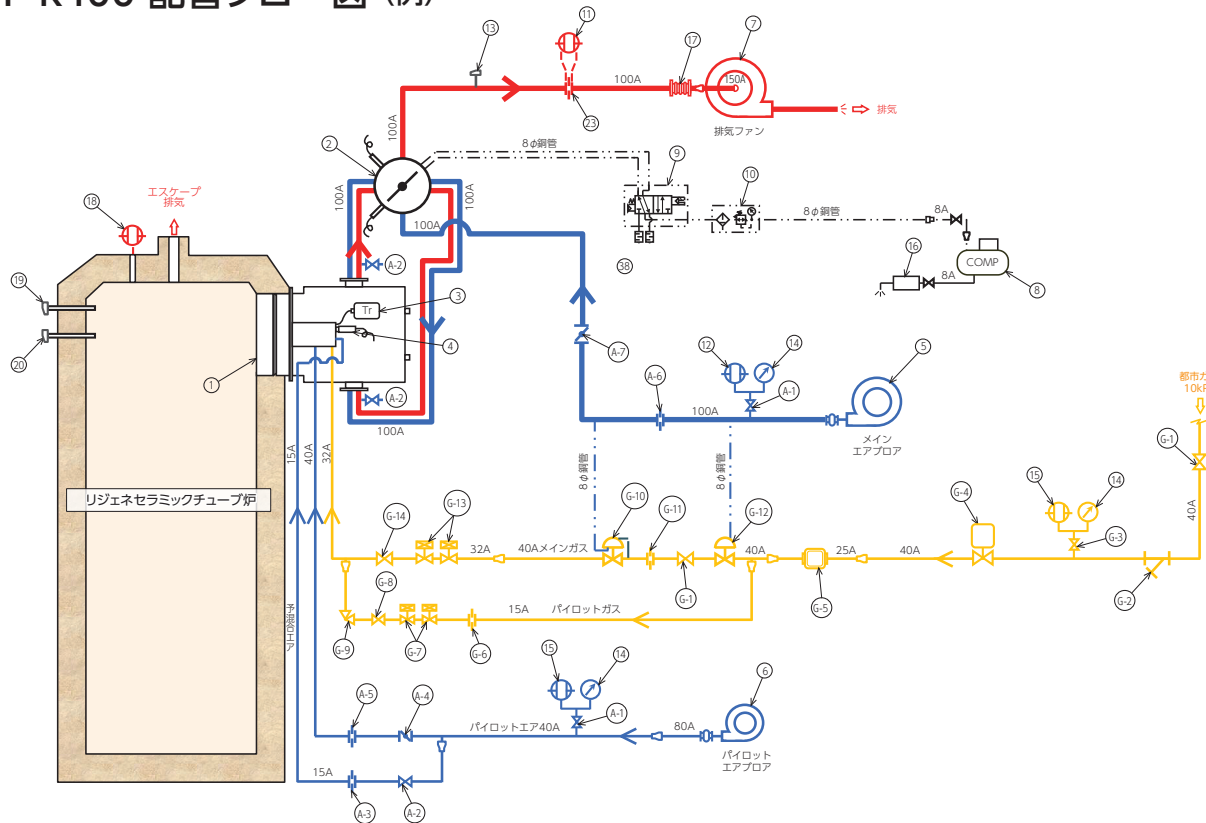 配管フロー図 (例)
13
11
17
7
100A
150A
23
排気ファン
排気
100A
2
8φ銅管
9
10
18
エスケープ
排気
100A
100A
100A
8φ銅管
8A
38
16
COMP
8
8A
19
20
A-2
Tr
3
4
1
A-2
100A
A-7
12
14
5
A-6
A-1
100A
メイン
エアブロア
10k
G-1
15A
40A
32A
8φ銅管
8φ銅管
リジェネセラミックチューブ炉
G-10
G-11
G-12
G-4
15
14
G-14
G-13
G-3
40A
32A
40Aメインガス
40A
25A
40A
G-1
G-5
G-2
予混合エア
G-8
15A
パイロットガス
G-9
G-7
G-6
15
14
6
A-5
A-4
A-1
パイロットエア40A
80A
パイロット
エアブロア
15A
A-3
A-2